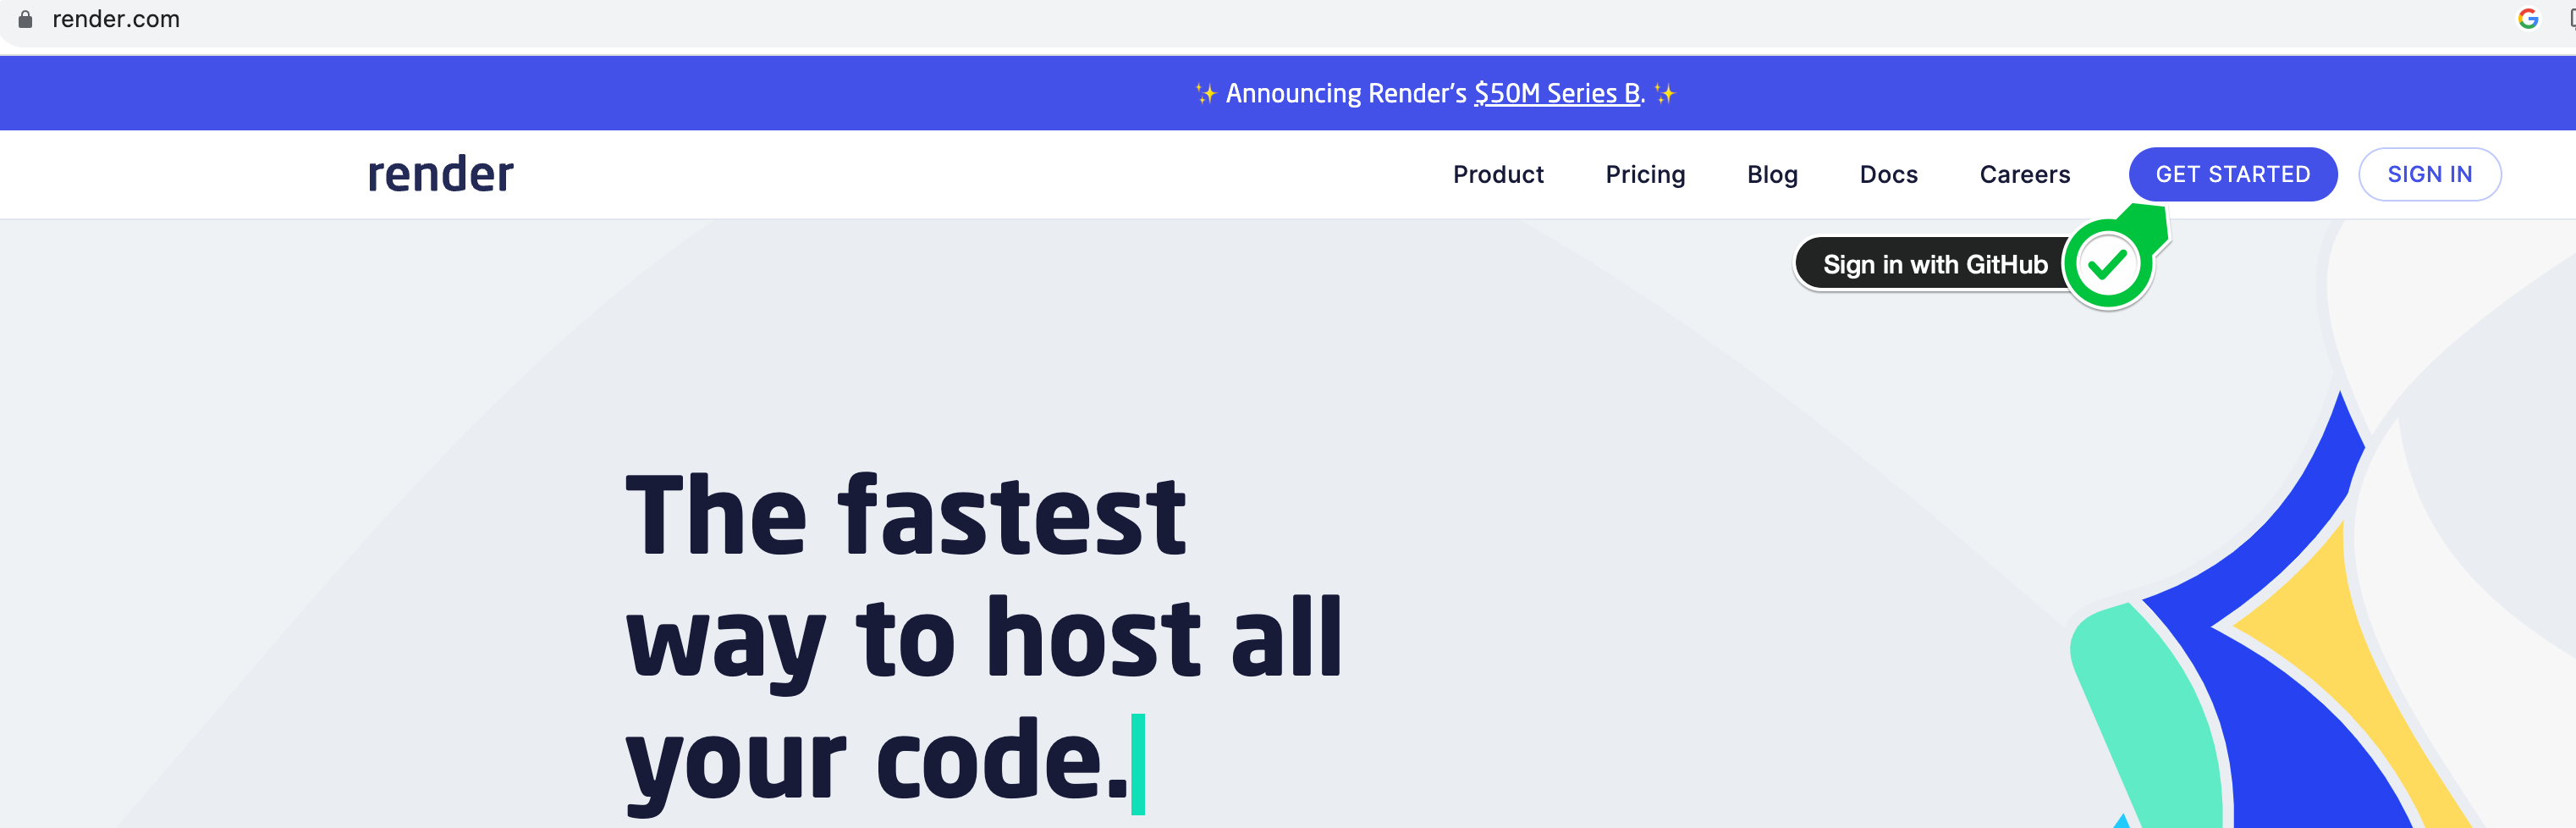 render.com
✨ Announcing Render's $50M Series B. ✨
render
Product Pricing Blog Docs Careers GET STARTED SIGN IN
Sign in with GitHub
The fastest
way to host all
your code.